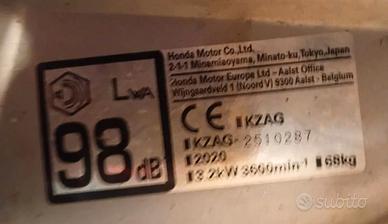 Honda Motor Co.,Ltd.
2-1-1 Minamiaoyama, Minato-ku, Tokyo, Japan
Honda Motor Europe Ltd – Aalst Office
Wijngaardveld 1 (Noord V) 9300 Aalst - Belgium
LWA
98 dB
CE KZAG
KZAG-2510287
2020
3.2kW 3600min-1 68kg
subito